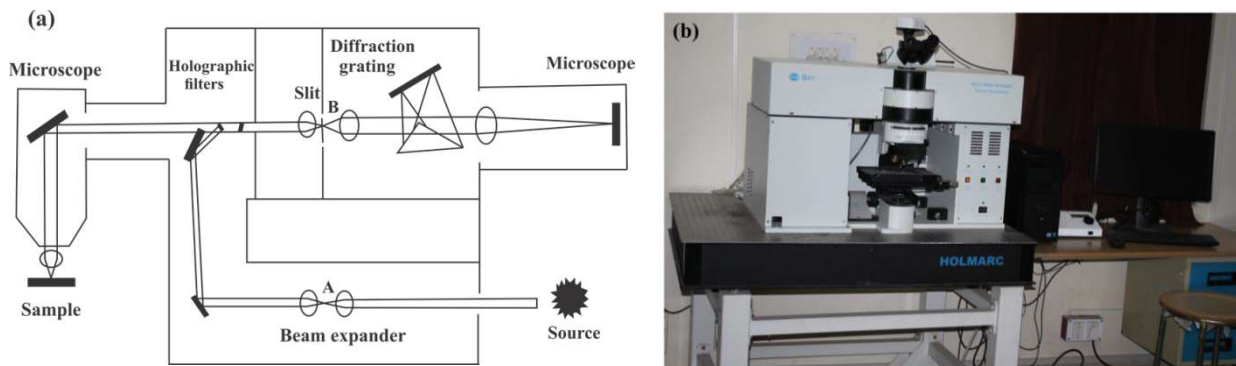 (a)
Microscope
Holographic
filters
Slit
B
Diffraction
grating
Microscope
Sample
A
Beam expander
Source
(b)
HOLMARC